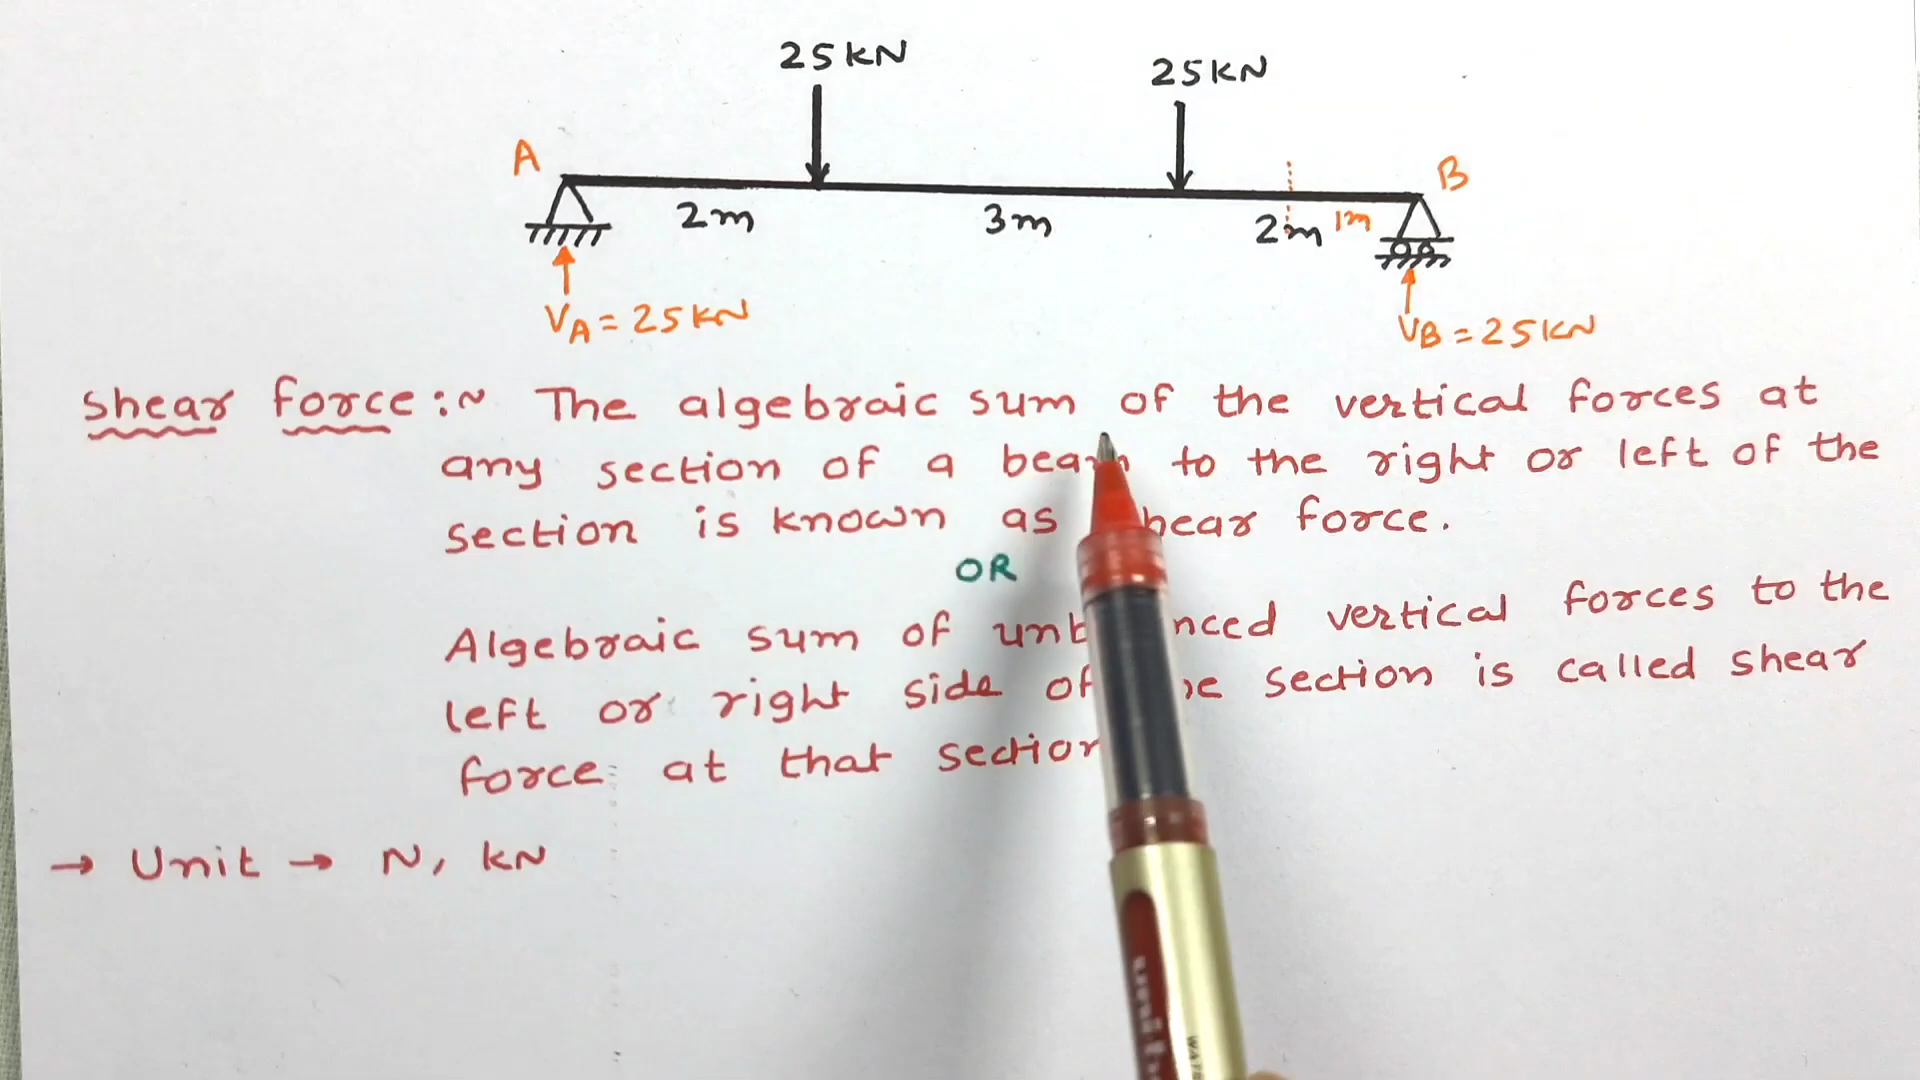 25kN
25kN
A
B
2m
3m
2m
1m
VA = 25kN
VB = 25kN
Shear force:~ The algebraic sum of the vertical forces at
any section of a to the right or left of the
section is known as force.
OR
Algebraic sum of vertical forces to the
left or right side of section is called shear
force at that
→ Unit → N, kN